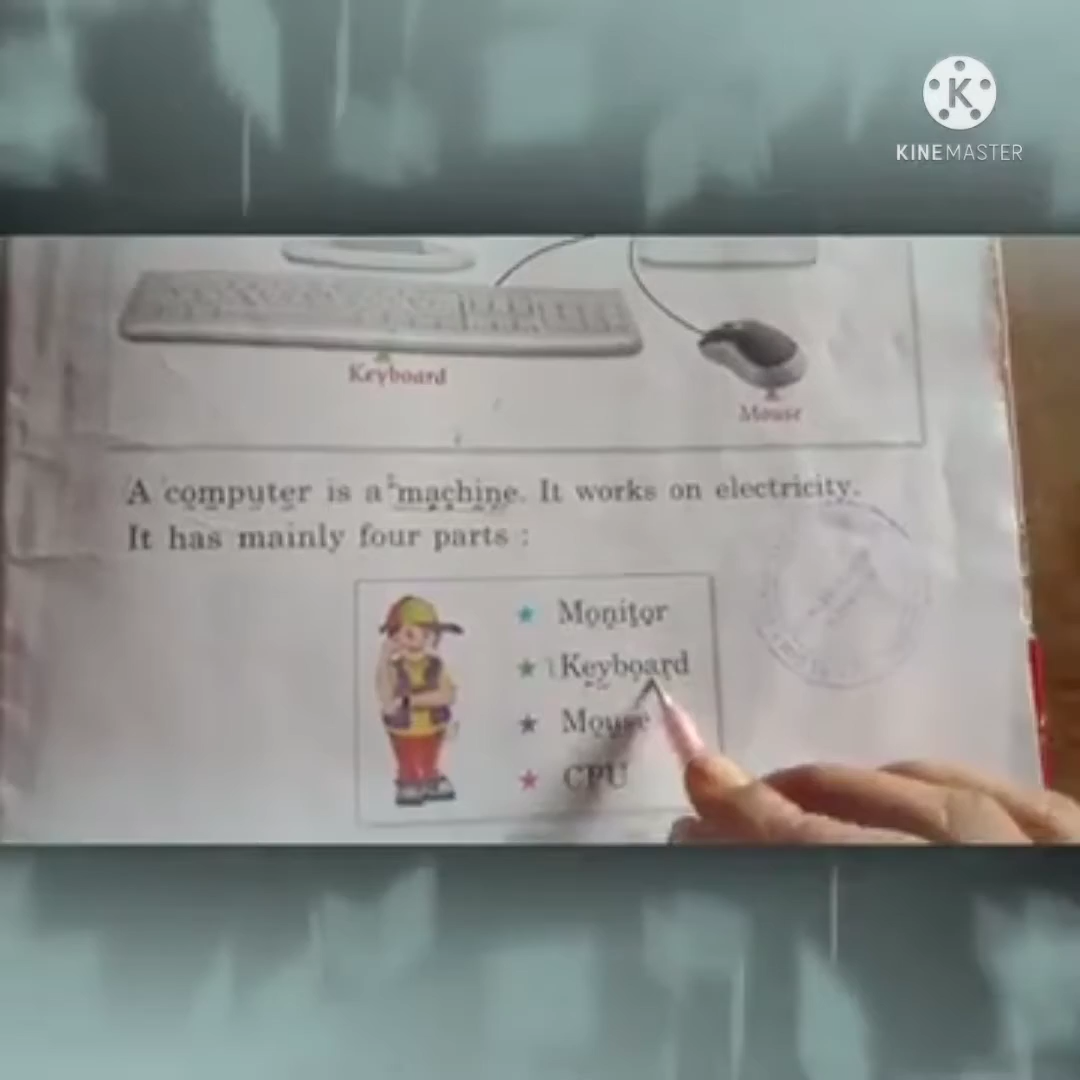 KINEMASTER
Keyboard
Mouse
A computer is a machine. It works on electricity.
It has mainly four parts :
Monitor
Keyboard
Mouse
CPU